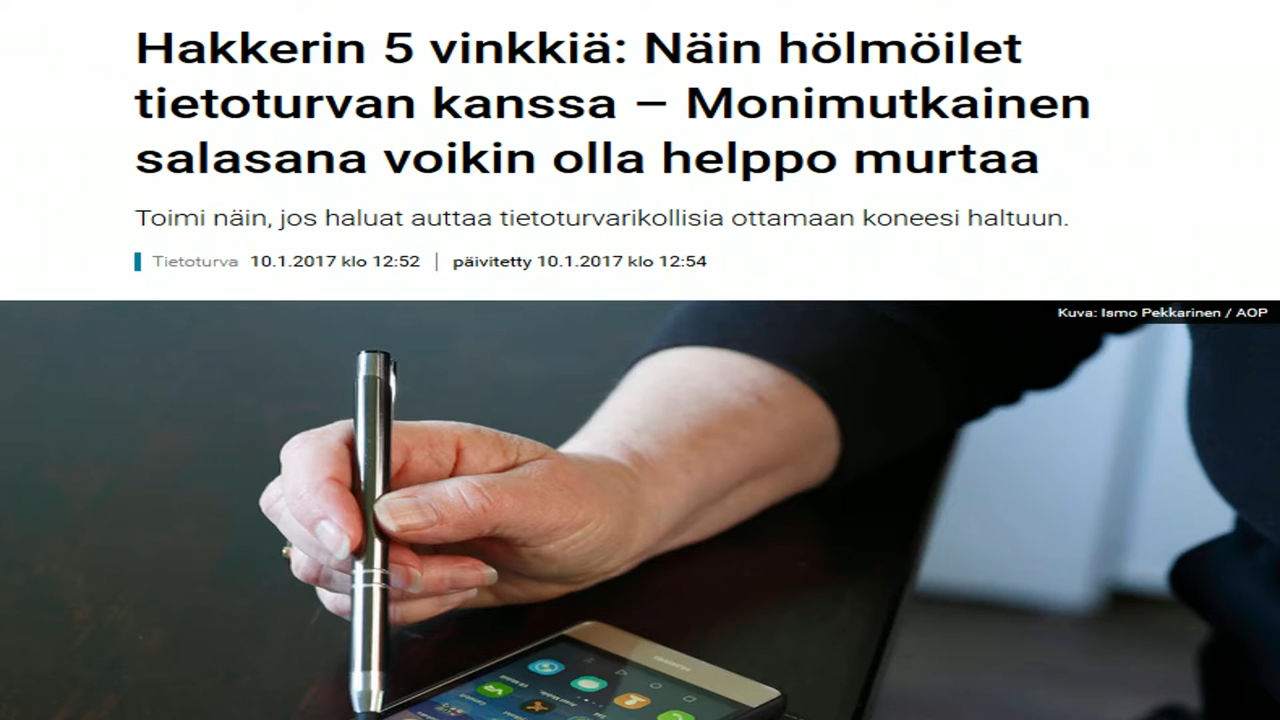 Hakkerin 5 vinkkiä: Näin hölmöilet
tietoturvan kanssa – Monimutkainen
salasana voikin olla helppo murtaa
Toimi näin, jos haluat auttaa tietoturvarikollisia ottamaan koneesi haltuun.
Tietoturva 10.1.2017 klo 12:52 | päivitetty 10.1.2017 klo 12:54
Kuva: Ismo Pekkarinen / AOP